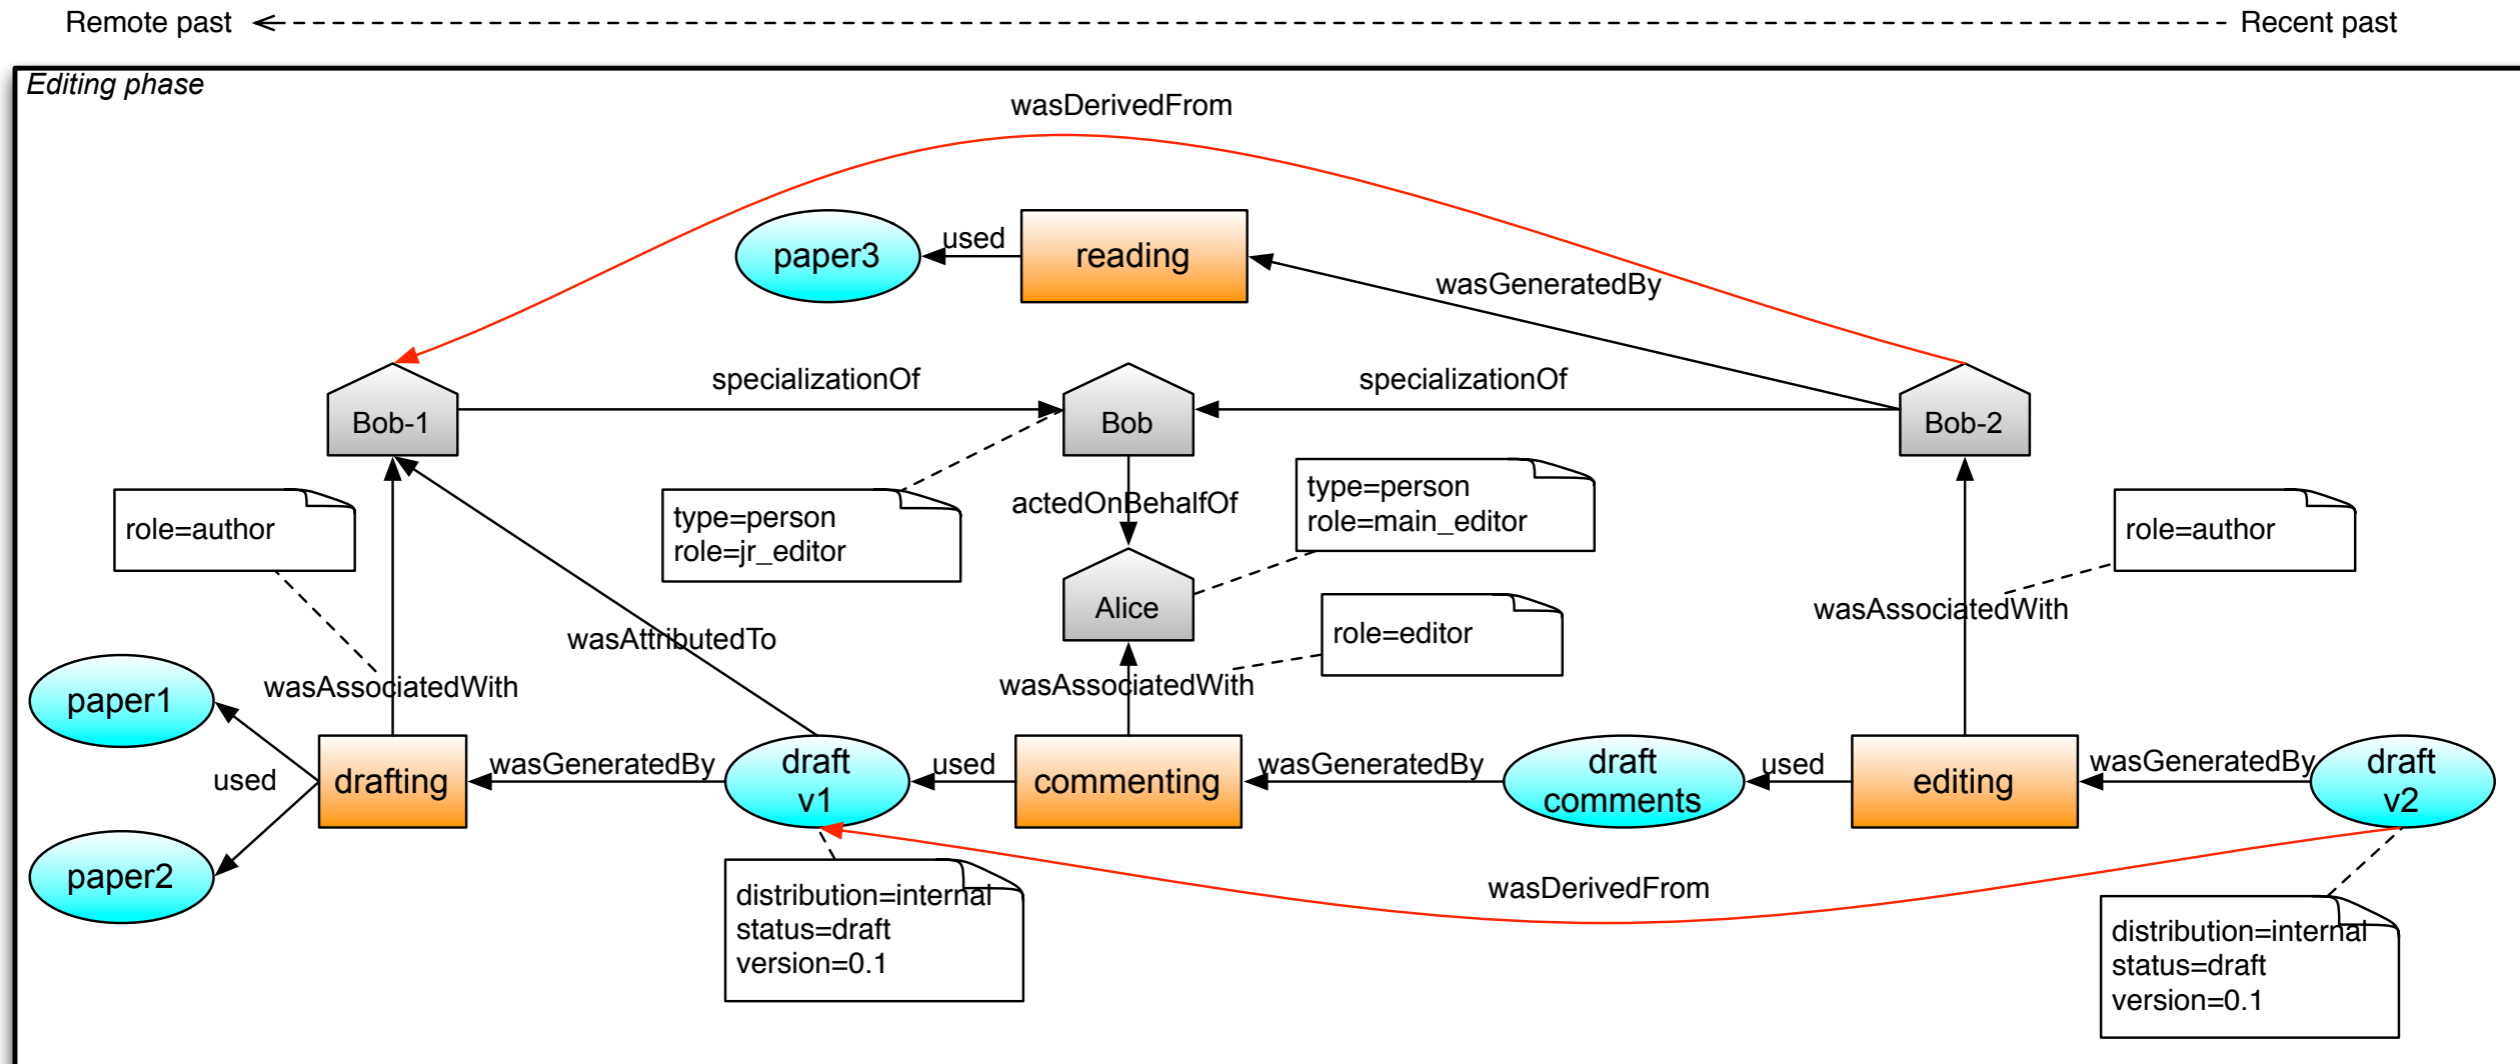 Remote past
Recent past
Editing phase
wasDerivedFrom
paper3
used
reading
wasGeneratedBy
specializationOf
specializationOf
Bob-1
Bob
Bob-2
role=author
type=person
role=jr_editor
actedOnBehalfOf
type=person
role=main_editor
role=author
Alice
wasAttributedTo
role=editor
wasAssociatedWith
wasAssociatedWith
wasAssociatedWith
paper1
used
paper2
drafting
wasGeneratedBy
draft
v1
used
commenting
wasGeneratedBy
draft
comments
used
editing
wasGeneratedBy
draft
v2
wasDerivedFrom
distribution=internal
status=draft
version=0.1
distribution=internal
status=draft
version=0.1